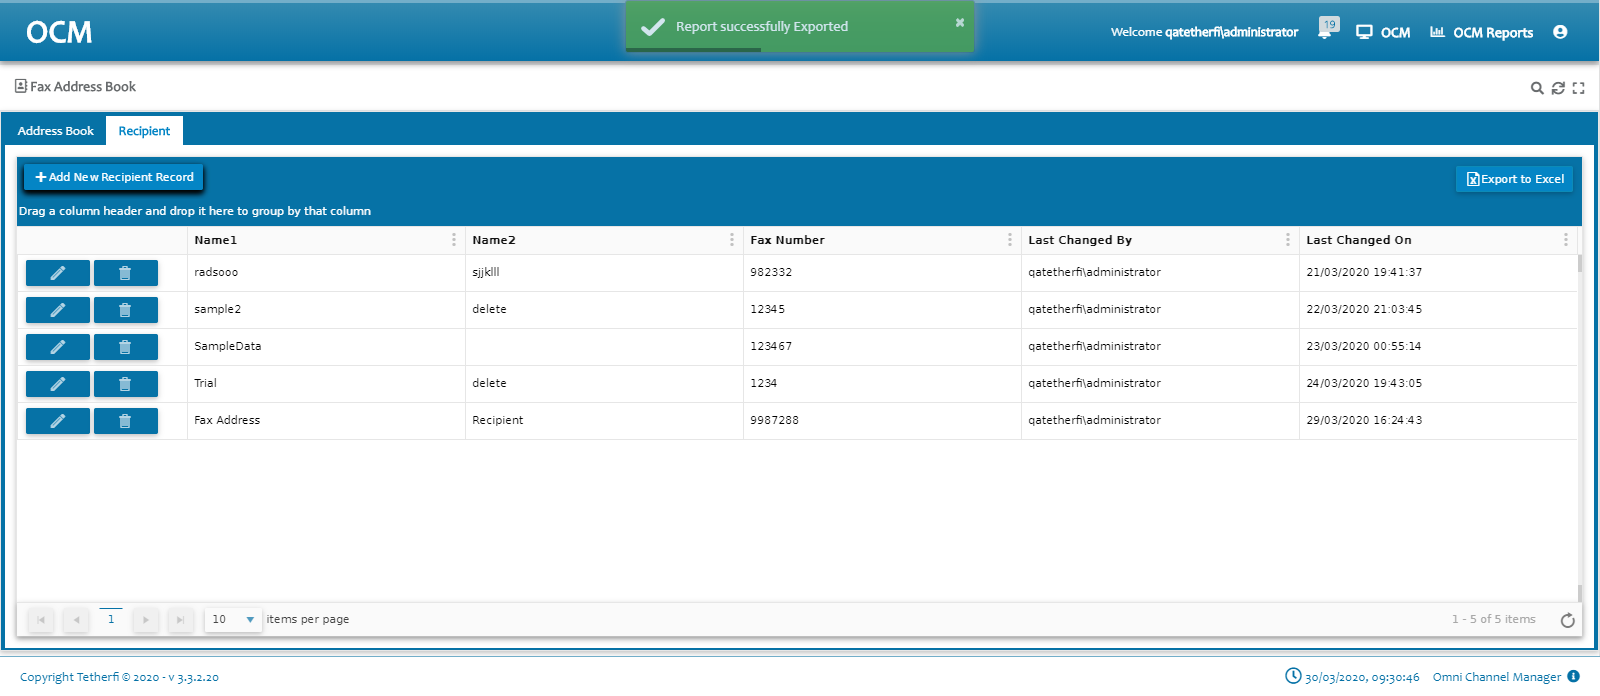 OCM
Report successfully Exported
Welcome qatetherfi\administrator
19
OCM
OCM Reports
Fax Address Book
Address Book
Recipient
Add New Recipient Record
Export to Excel
Drag a column header and drop it here to group by that column
Name1 Name2 Fax Number Last Changed By Last Changed On
radsooo sjjklll 982332 qatetherfi\administrator 21/03/2020 19:41:37
sample2 delete 12345 qatetherfi\administrator 22/03/2020 21:03:45
SampleData 123467 qatetherfi\administrator 23/03/2020 00:55:14
Trial delete 1234 qatetherfi\administrator 24/03/2020 19:43:05
Fax Address Recipient 9987288 qatetherfi\administrator 29/03/2020 16:24:43
1 10 items per page 1 - 5 of 5 items
Copyright Tetherfi © 2020 - v 3.3.2.20 30/03/2020, 09:30:46 Omni Channel Manager